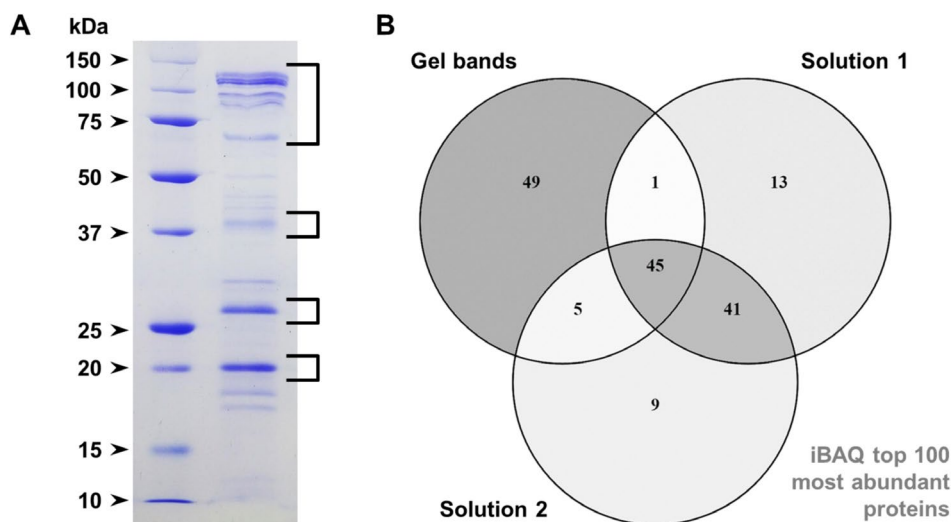 A
kDa
150
100
75
50
37
25
20
15
10
B
Gel bands
Solution 1
49
1
13
45
5
41
9
Solution 2
iBAQ top 100
most abundant
proteins